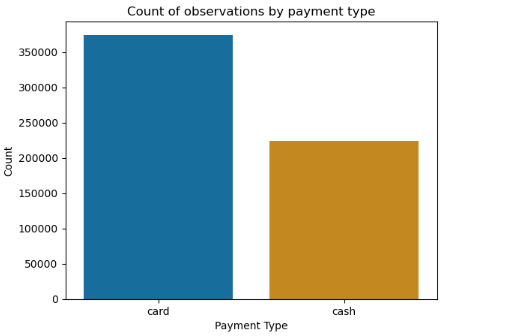 Count of observations by payment type
350000
300000
250000
200000
150000
100000
50000
0
Count
card cash
Payment Type